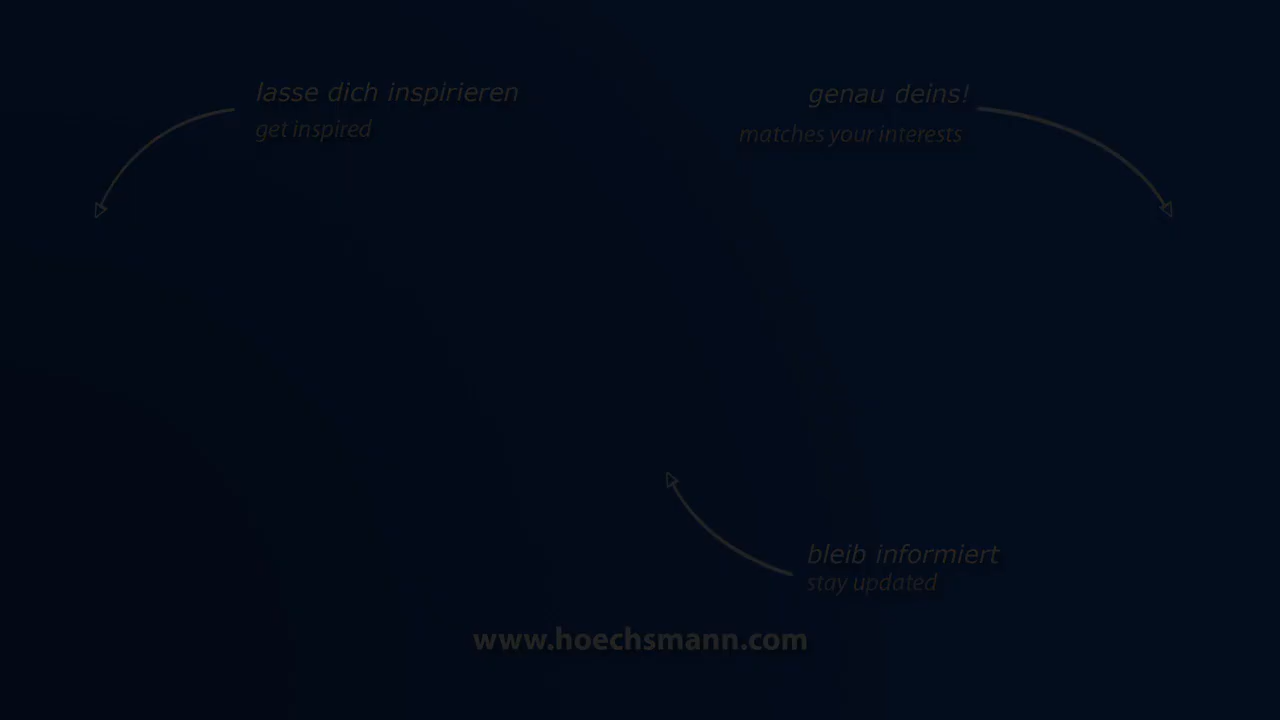 lasse dich inspirieren
get inspired
genau deins!
matches your interests
bleib informiert
stay updated
www.hoechsmann.com